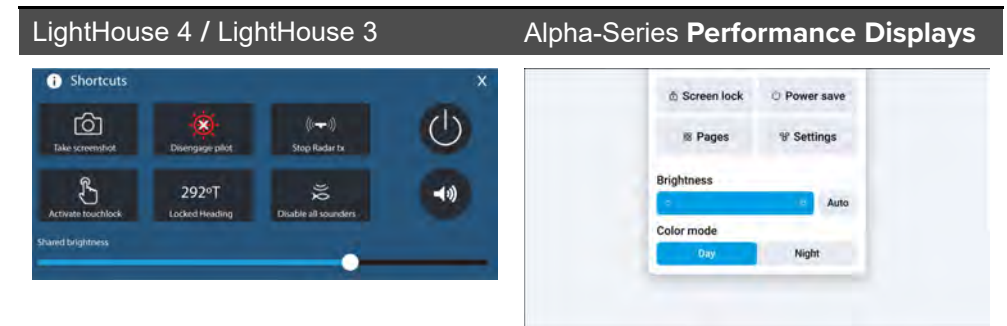 LightHouse 4 / LightHouse 3
Alpha-Series Performance Displays
Shortcuts
X
Take screenshot
Disengage pilot
Stop Radar tx
292ºT
Activate touchlock
Locked Heading
Disable all sounders
Shared brightness
Screen lock
Power save
Pages
Settings
Brightness
Auto
Color mode
Day
Night